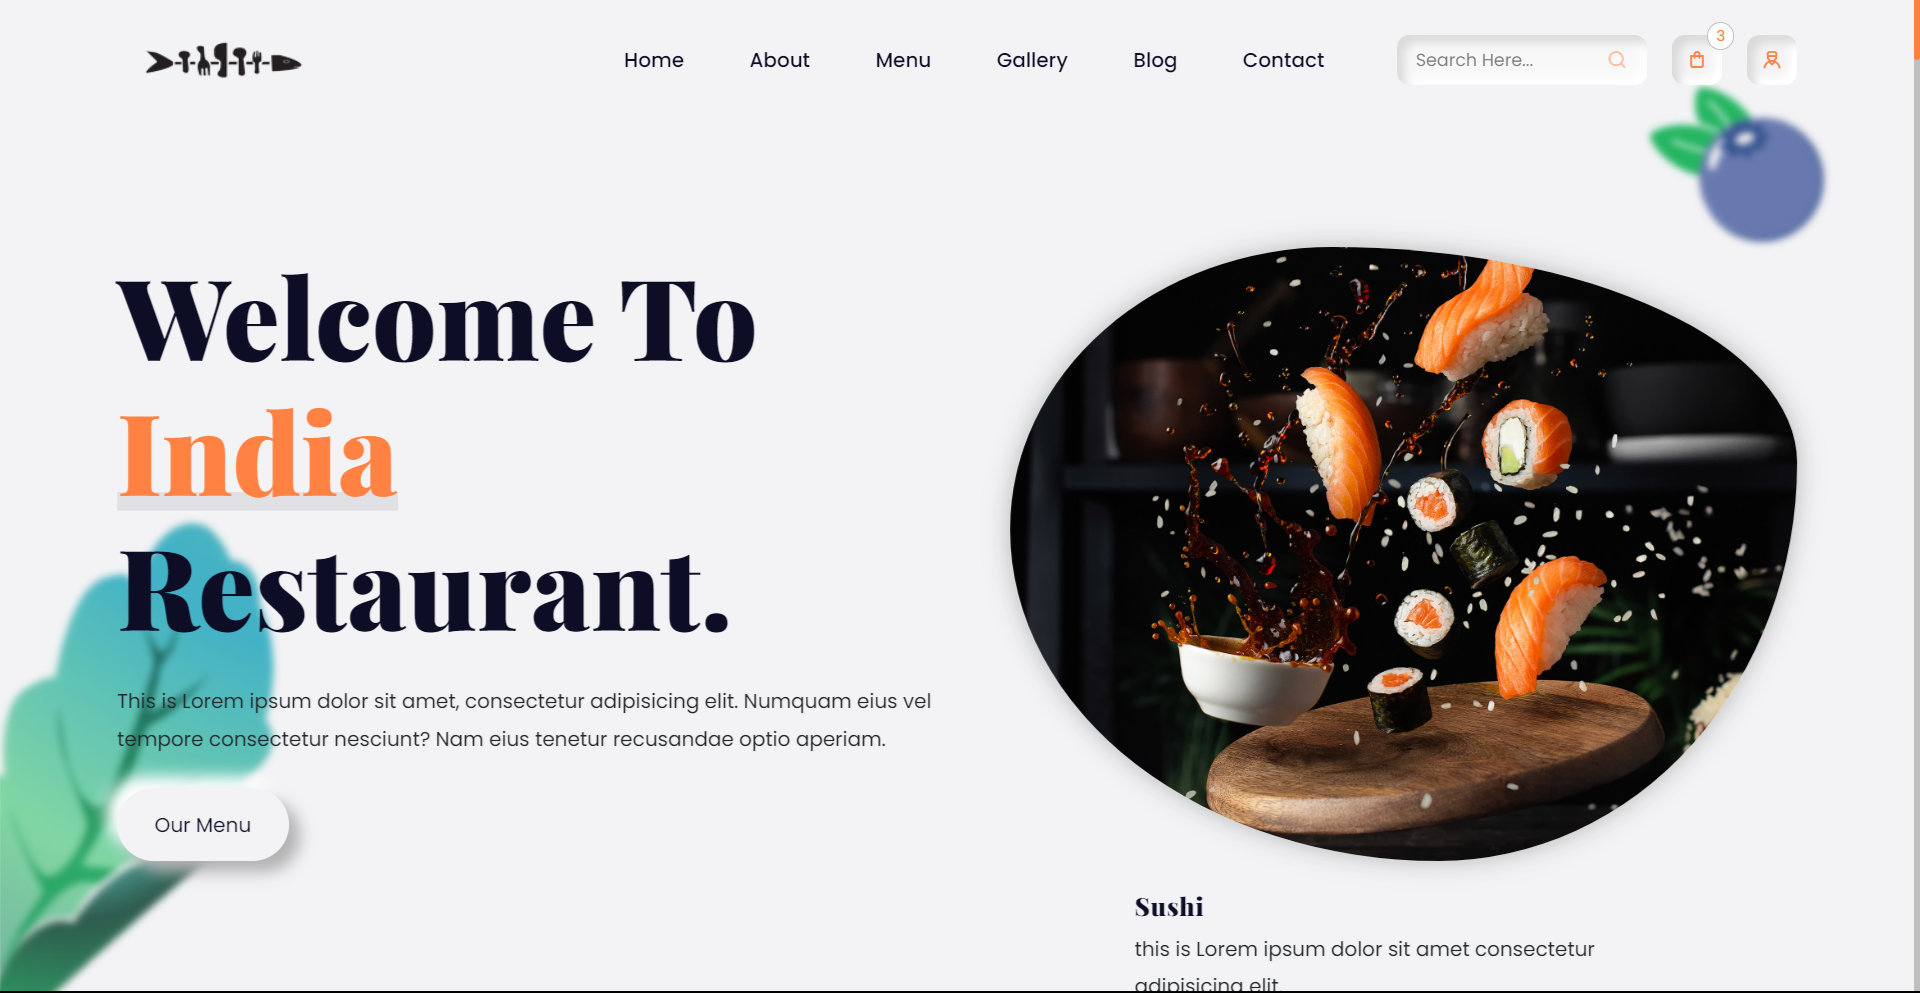 Home About Menu Gallery Blog Contact Search Here... 3
Welcome To
India
Restaurant.
This is Lorem ipsum dolor sit amet, consectetur adipisicing elit. Numquam eius vel
tempore consectetur nesciunt? Nam eius tenetur recusandae optio aperiam.
Our Menu
Sushi
this is Lorem ipsum dolor sit amet consectetur
adipisicing elit